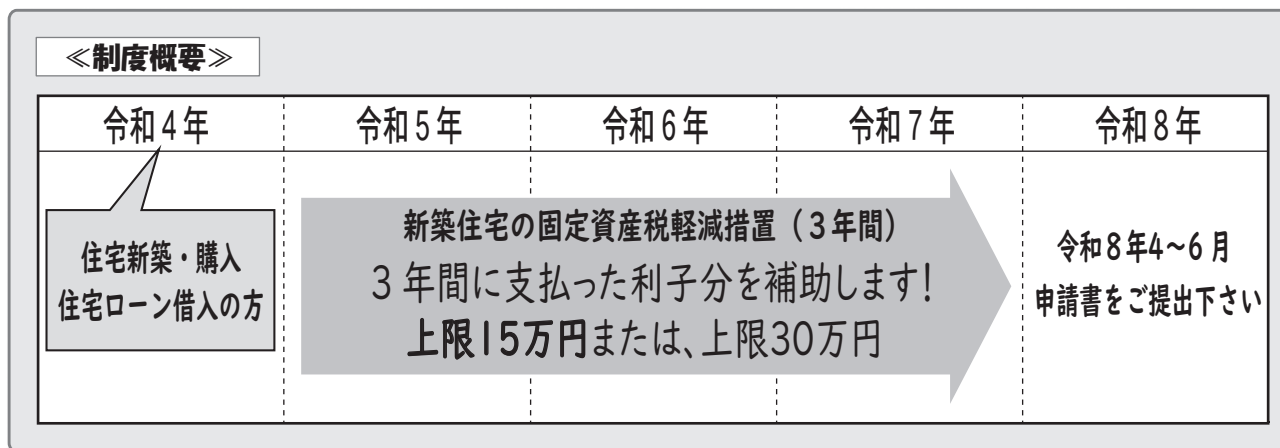 ≪制度概要≫
令和4年
令和5年
令和6年
令和7年
令和8年
住宅新築・購入
住宅ローン借入の方
新築住宅の固定資産税軽減措置（3年間）
3年間に支払った利子分を補助します!
上限15万円または、上限30万円
令和8年4～6月
申請書をご提出下さい